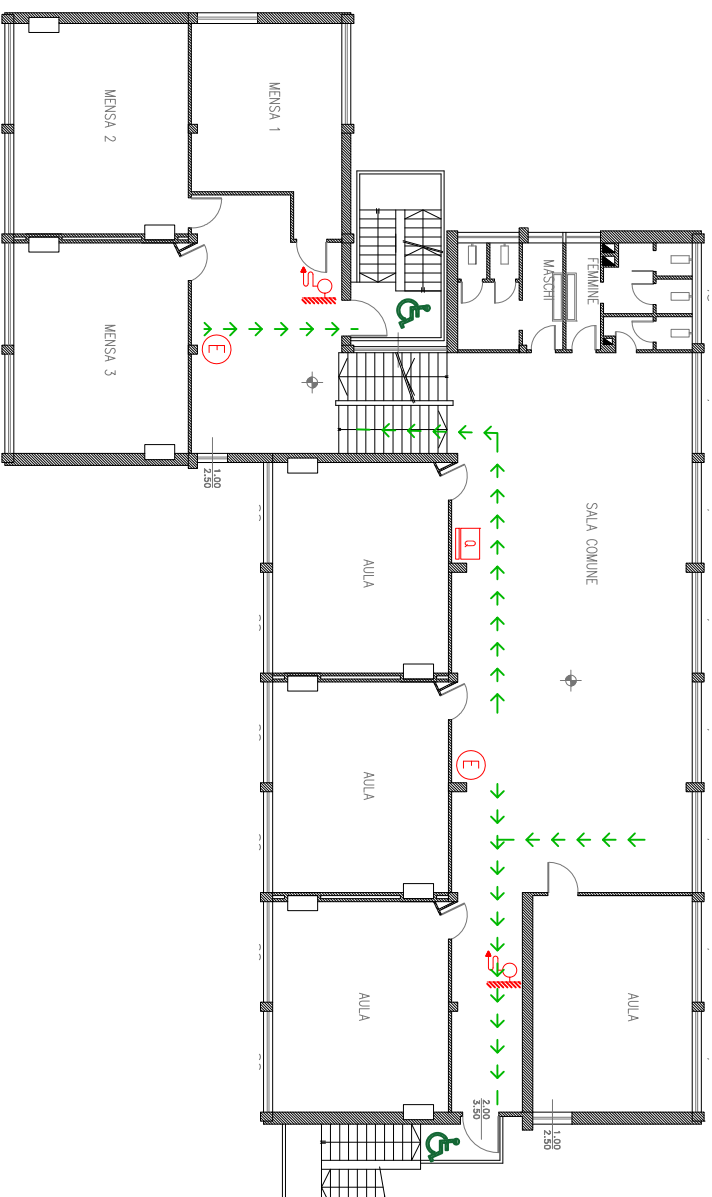 MENSA 2
MENSA 1
MENSA 3
MASCHI
FEMMINE
E
1.00
2.50
SALA COMUNE
Q
AULA
AULA
E
AULA
AULA
2.00
3.50
1.00
2.50